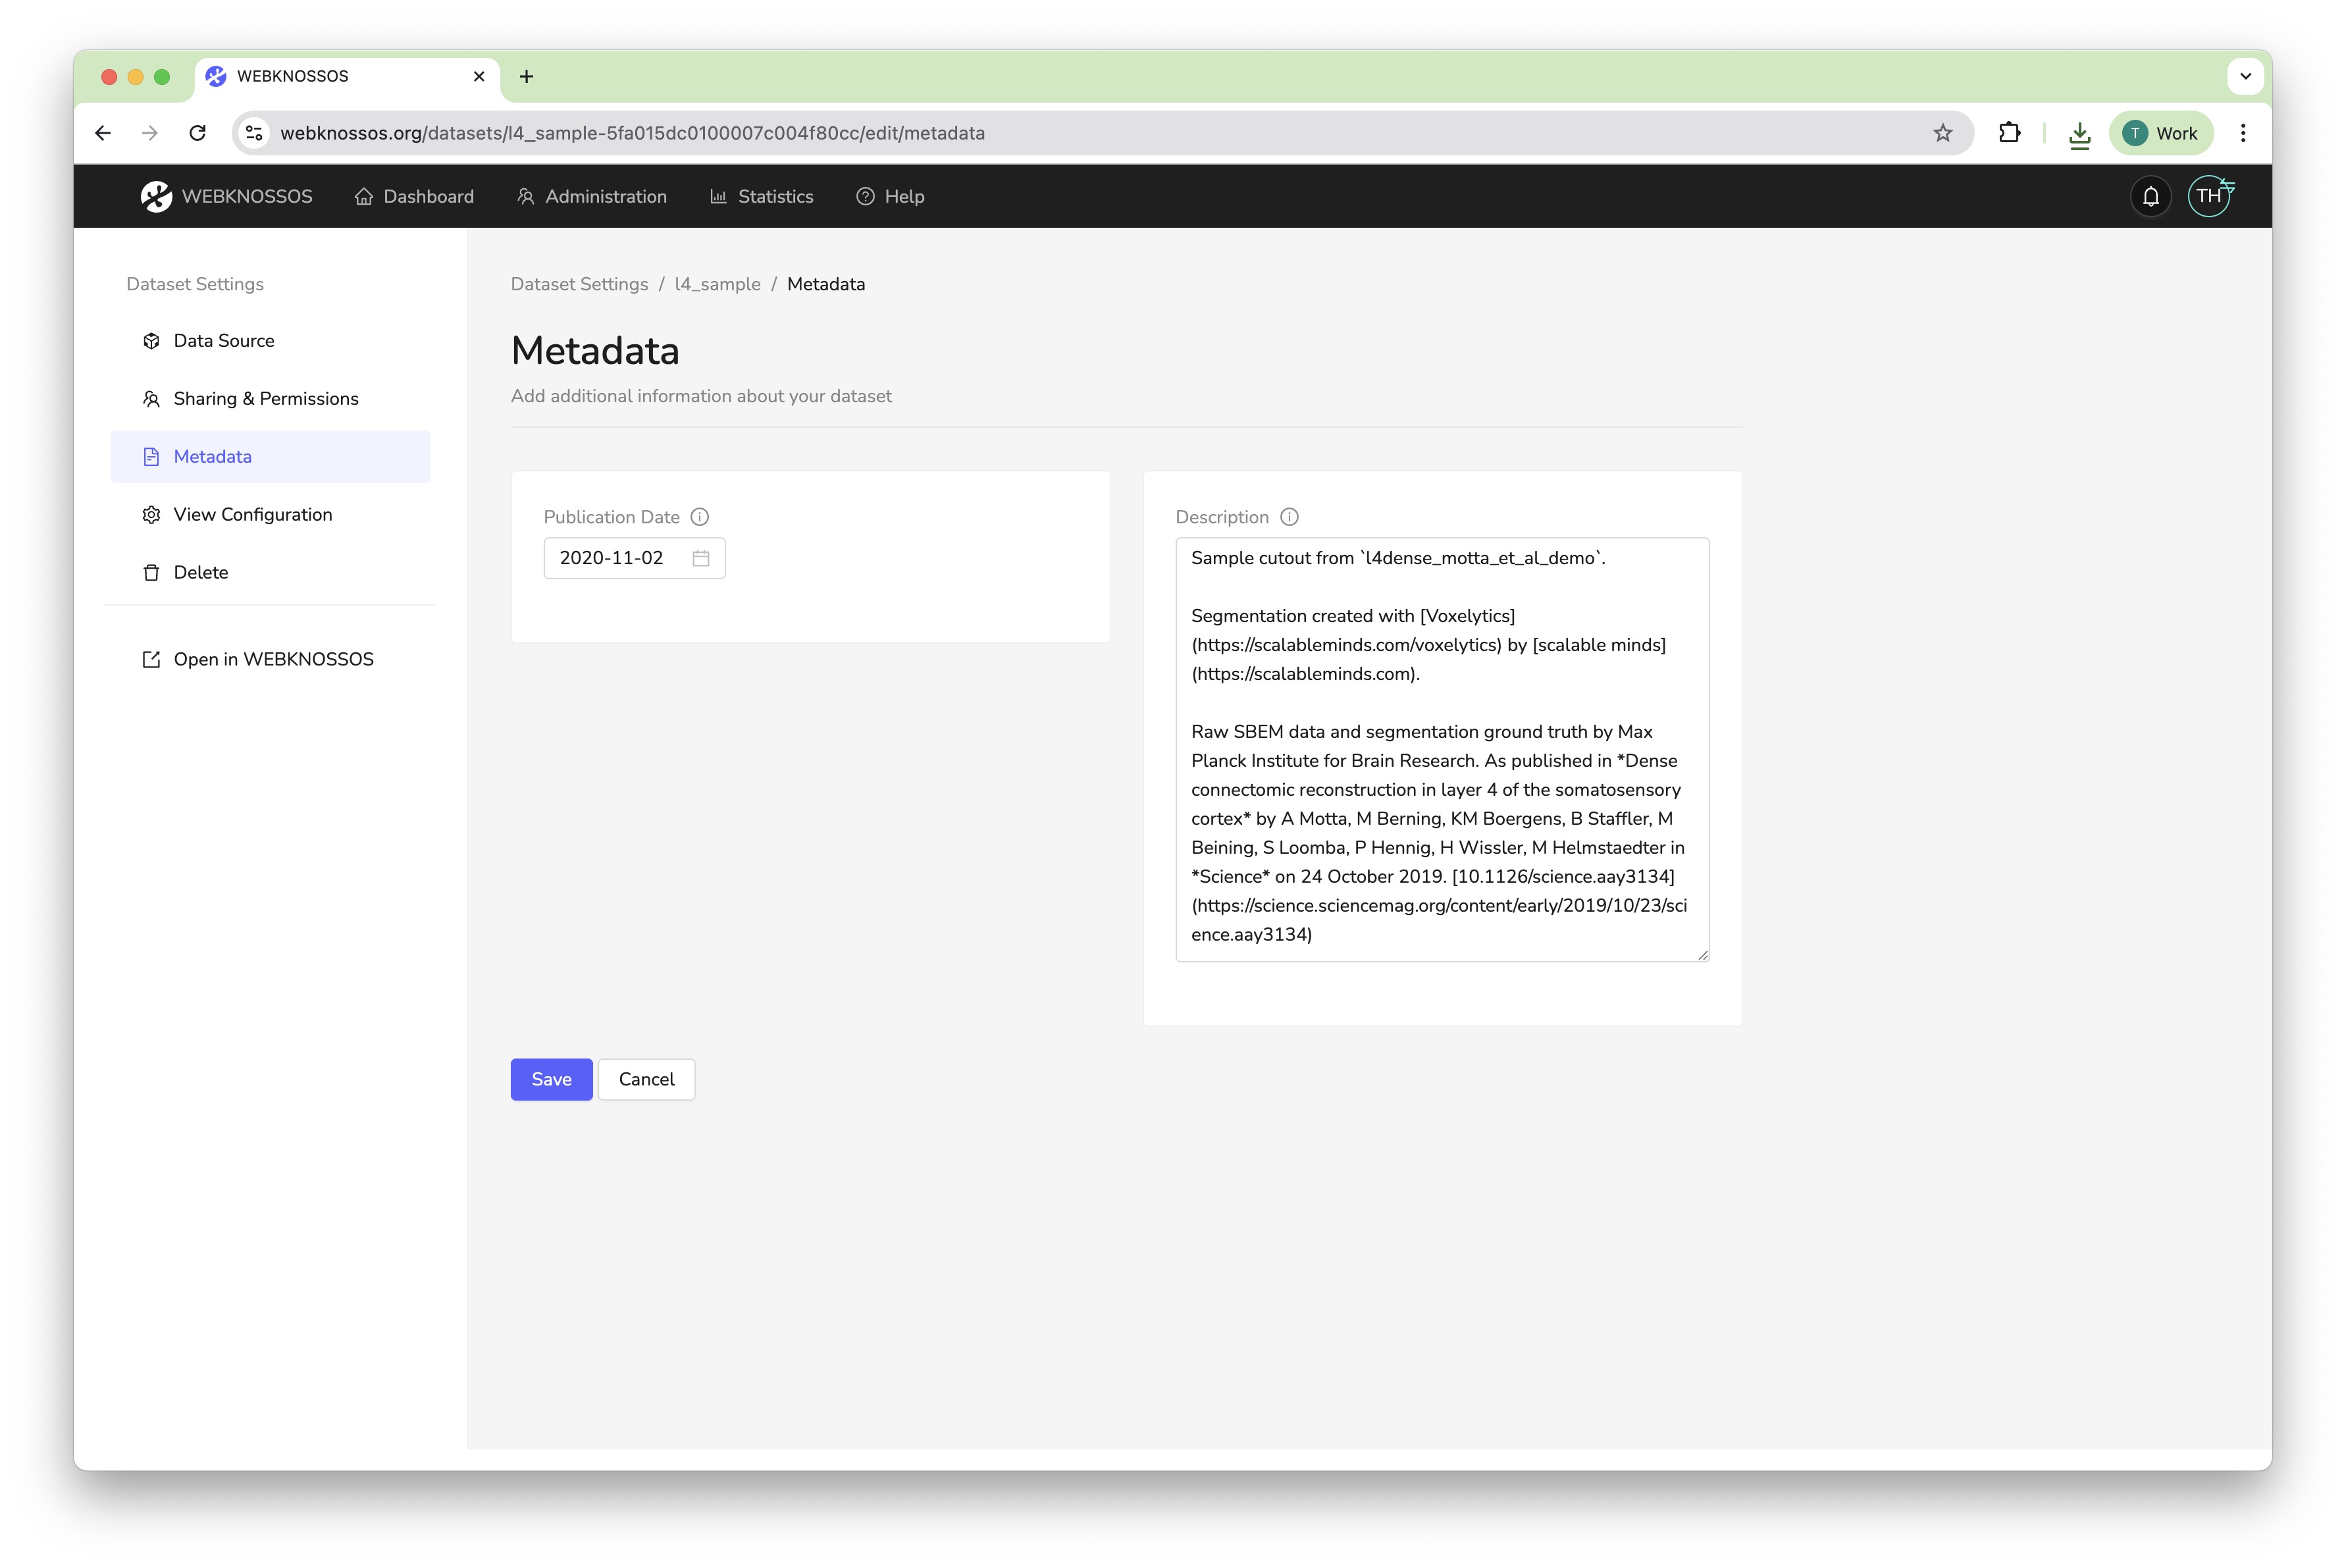 WEBKNOSSOS
webknossos.org/datasets/l4_sample-5fa015dc0100007c004f80cc/edit/metadata
T Work
WEBKNOSSOS Dashboard Administration Statistics Help TH
Dataset Settings
Data Source
Sharing & Permissions
Metadata
View Configuration
Delete
Open in WEBKNOSSOS
Dataset Settings / l4_sample / Metadata
Metadata
Add additional information about your dataset
Publication Date
2020-11-02
Description
Sample cutout from `l4dense_motta_et_al_demo`.
Segmentation created with [Voxelytics]
(https://scalableminds.com/voxelytics) by [scalable minds]
(https://scalableminds.com).
Raw SBEM data and segmentation ground truth by Max
Planck Institute for Brain Research. As published in *Dense
connectomic reconstruction in layer 4 of the somatosensory
cortex* by A Motta, M Berning, KM Boergens, B Staffler, M
Beining, S Loomba, P Hennig, H Wissler, M Helmstaedter in
*Science* on 24 October 2019. [10.1126/science.aay3134]
(https://science.sciencemag.org/content/early/2019/10/23/sci
ence.aay3134)
Save Cancel